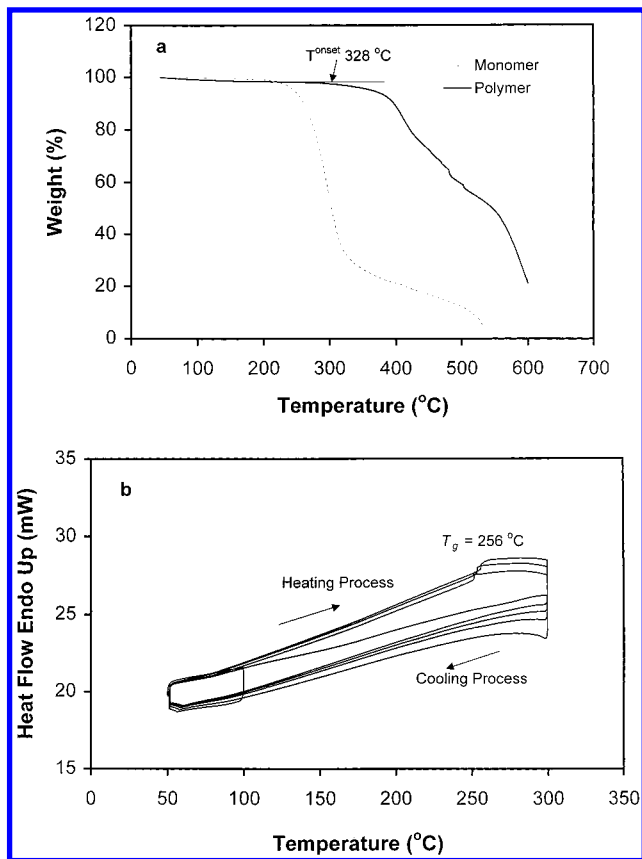 a
T^onset 328 °C
Monomer
Polymer
120
100
80
60
40
20
0
Weight (%)
0 100 200 300 400 500 600 700
Temperature (°C)
b
35
30
25
20
15
Heat Flow Endo Up (mW)
T_g = 256 °C
Heating Process
Cooling Process
0 50 100 150 200 250 300 350
Temperature (°C)